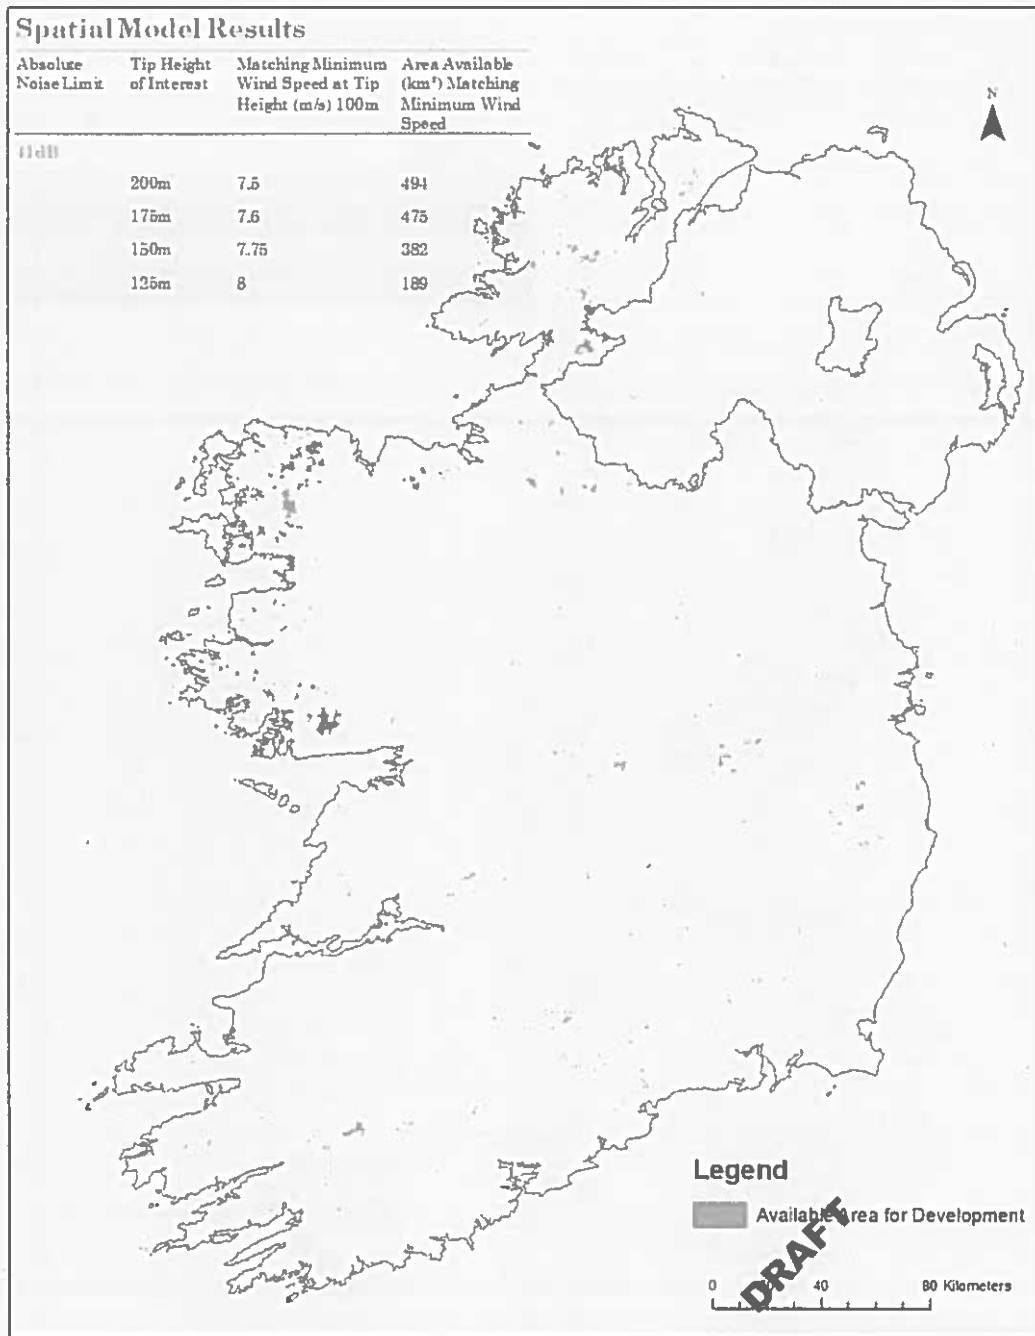 Spatial Model Results
Absolute Noise Limit | Tip Height of Interest | Matching Minimum Wind Speed at Tip Height (m/s) 100m | Area Available (km²) Matching Minimum Wind Speed
41dB
200m 7.5 494
175m 7.6 475
150m 7.75 382
125m 8 189
N
Legend
Available Area for Development
DRAFT
0 40 80 Kilometers